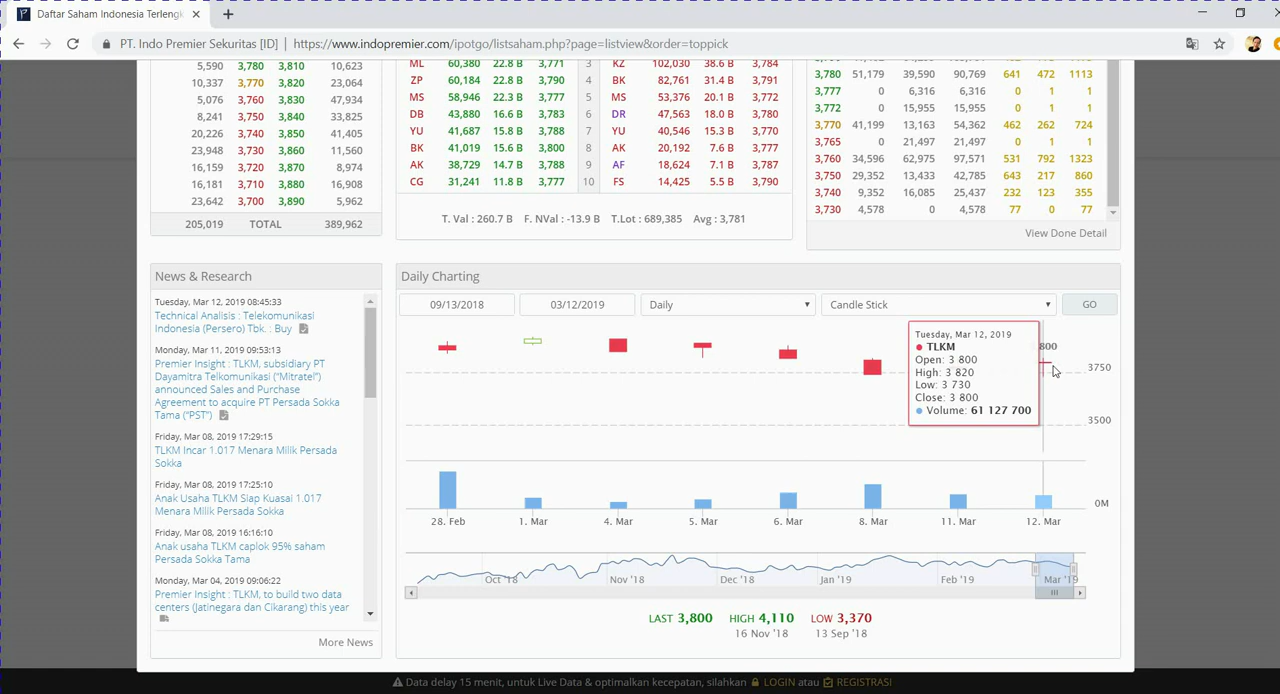 Daftar Saham Indonesia Terlengk
PT. Indo Premier Sekuritas [ID] | https://www.indopremier.com/ipotgo/listsaham.php?page=listview&order=toppick
5,590 3,780 3,810 10,623
10,337 3,770 3,820 23,064
5,076 3,760 3,830 47,934
8,241 3,750 3,840 33,825
20,226 3,740 3,850 41,405
23,948 3,730 3,860 11,560
16,159 3,720 3,870 8,974
16,181 3,710 3,880 16,908
23,642 3,700 3,890 5,962
205,019 TOTAL 389,962
ML 60,380 22.8 B 3,771 3 KZ 102,030 38.6 B 3,784
ZP 60,184 22.8 B 3,790 4 BK 82,761 31.4 B 3,791
MS 58,946 22.3 B 3,772 5 MS 53,376 20.1 B 3,772
DB 43,880 16.6 B 3,783 6 DR 47,563 18.0 B 3,780
YU 41,687 15.8 B 3,788 7 YU 40,546 15.3 B 3,770
BK 41,019 15.6 B 3,800 8 AK 20,192 7.6 B 3,777
AK 38,729 14.7 B 3,788 9 AF 18,624 7.1 B 3,787
CG 31,241 11.8 B 3,777 10 FS 14,425 5.5 B 3,790
T. Val : 260.7 B F. NVal : -13.9 B T.Lot : 689,385 Avg : 3,781
3,780 51,179 39,590 90,769 641 472 1113
3,777 0 6,316 6,316 0 1 1
3,772 0 15,955 15,955 0 1 1
3,770 41,199 13,163 54,362 462 262 724
3,765 0 21,497 21,497 0 1 1
3,760 34,596 62,975 97,571 531 792 1323
3,750 29,352 13,433 42,785 643 217 860
3,740 9,352 16,085 25,437 232 123 355
3,730 4,578 0 4,578 77 0 77
View Done Detail
News & Research
Tuesday, Mar 12, 2019 08:45:33
Technical Analisis : Telekomunikasi
Indonesia (Persero) Tbk. : Buy
Monday, Mar 11, 2019 09:53:13
Premier Insight : TLKM, subsidiary PT
Dayamitra Telkomunikasi ("Mitratel")
announced Sales and Purchase
Agreement to acquire PT Persada Sokka
Tama ("PST")
Friday, Mar 08, 2019 17:29:15
TLKM Incar 1.017 Menara Milik Persada
Sokka
Friday, Mar 08, 2019 17:25:10
Anak Usaha TLKM Siap Kuasai 1.017
Menara Milik Persada Sokka
Friday, Mar 08, 2019 16:16:10
Anak usaha TLKM caplok 95% saham
Persada Sokka Tama
Monday, Mar 04, 2019 09:06:22
Premier Insight : TLKM, to build two data
centers (Jatinegara dan Cikarang) this year
More News
Daily Charting
09/13/2018 03/12/2019 Daily Candle Stick GO
Tuesday, Mar 12, 2019
TLKM
Open: 3 800
High: 3 820
Low: 3 730
Close: 3 800
Volume: 61 127 700
800
3750
3500
0M
28. Feb 1. Mar 4. Mar 5. Mar 6. Mar 8. Mar 11. Mar 12. Mar
Oct '18 Nov '18 Dec '18 Jan '19 Feb '19 Mar '19
LAST 3,800 HIGH 4,110 LOW 3,370
16 Nov '18 13 Sep '18
Data delay 15 menit, untuk Live Data & optimalkan kecepatan, silahkan LOGIN atau REGISTRASI